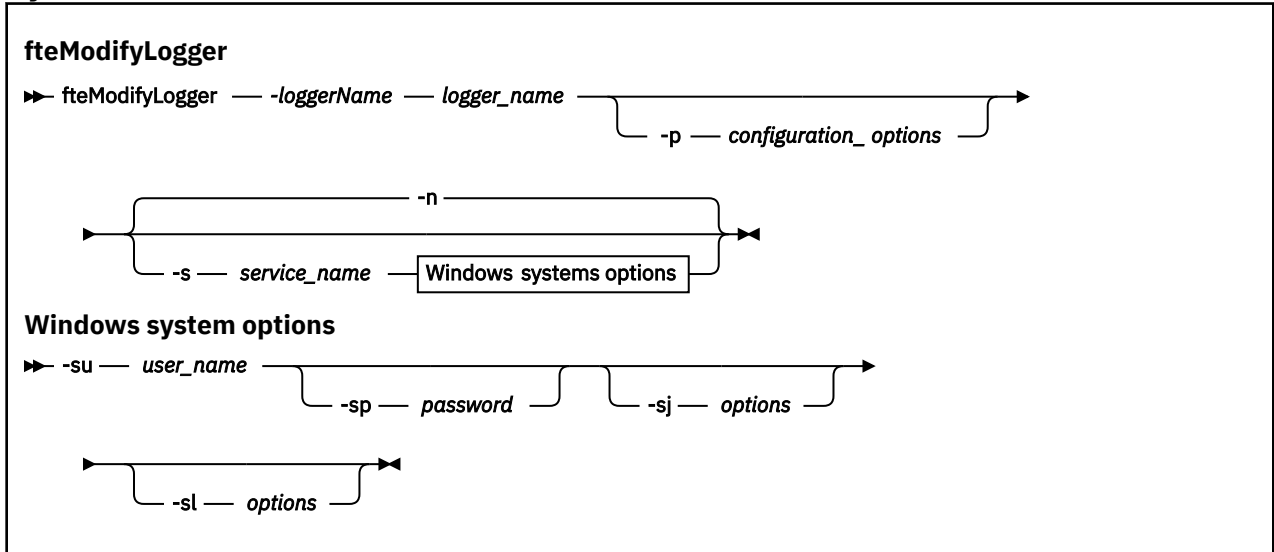 fteModifyLogger
fteModifyLogger -loggerName logger_name
-p configuration_ options
-n
-s service_name Windows systems options
Windows system options
-su user_name
-sp password -sj options
-sl options